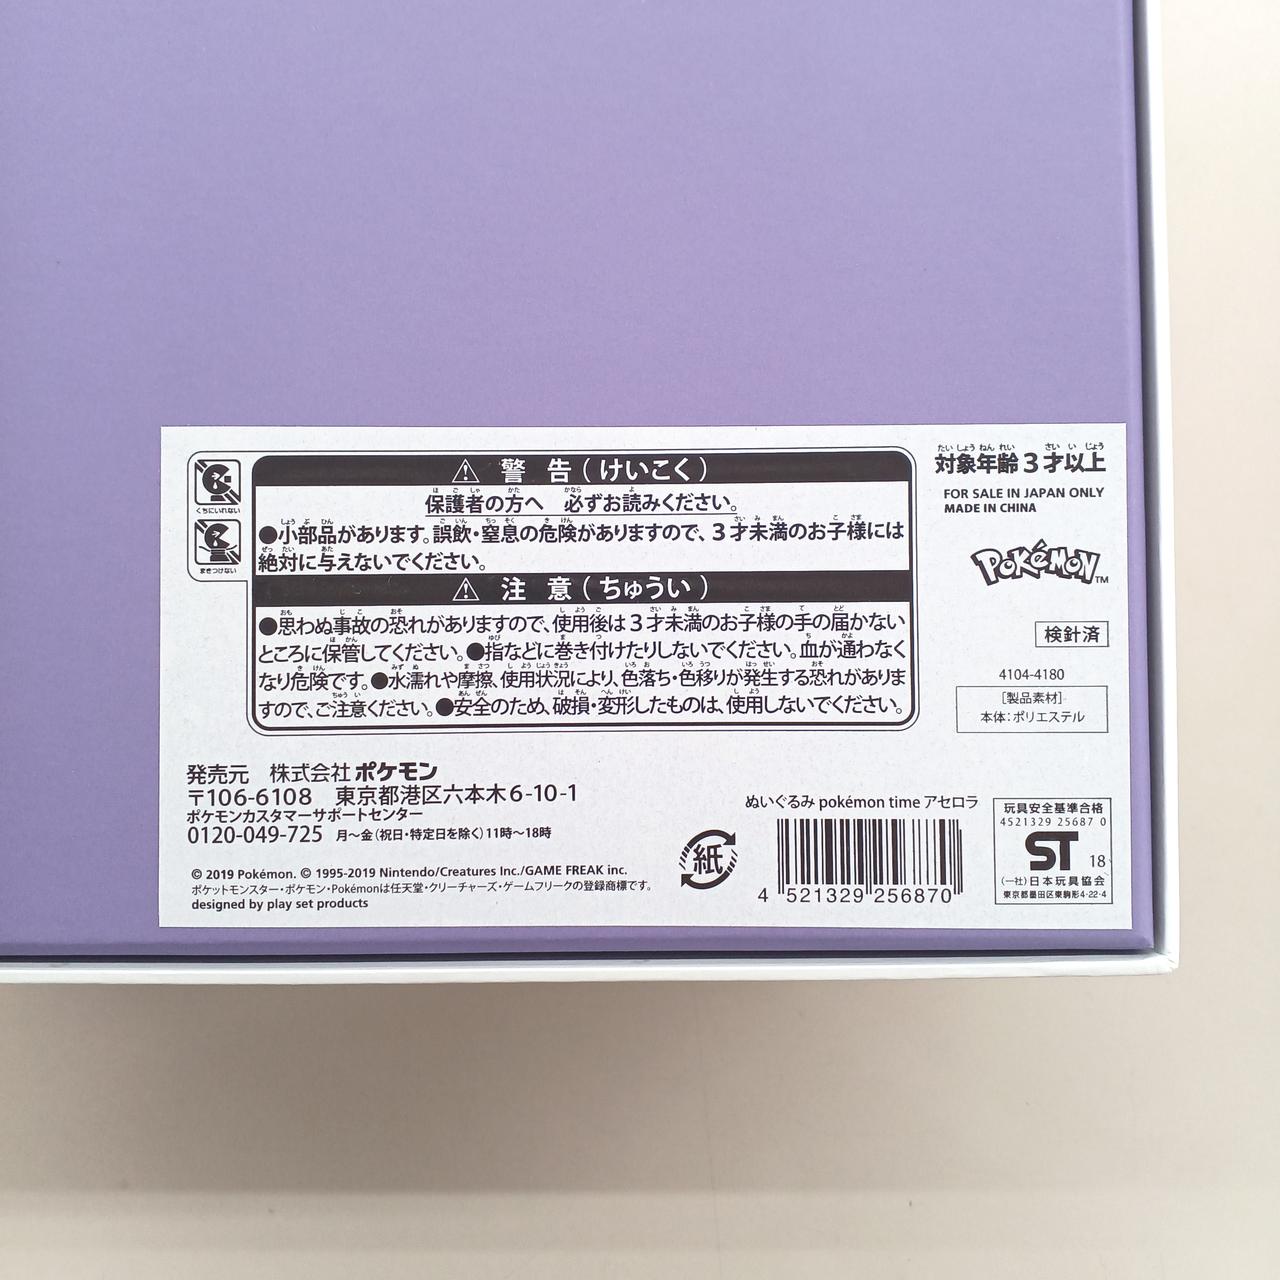 くちにいれない
まきつけない
⚠ 警 告 ( けいこく )
保護者の方へ 必ずお読みください。
●小部品があります。誤飲・窒息の危険がありますので、3才未満のお子様には
絶対に与えないでください。
⚠ 注 意 ( ちゅうい )
●思わぬ事故の恐れがありますので、使用後は3才未満のお子様の手の届かない
ところに保管してください。●指などに巻き付けたりしないでください。血が通わなく
なり危険です。●水濡れや摩擦、使用状況により、色落ち・色移りが発生する恐れがありま
すので、ご注意ください。●安全のため、破損・変形したものは、使用しないでください。
対象年齢3才以上
FOR SALE IN JAPAN ONLY
MADE IN CHINA
POKéMON™
検針済
4104-4180
[製品素材]
本体:ポリエステル
発売元 株式会社ポケモン
〒106-6108 東京都港区六本木6-10-1
ポケモンカスタマーサポートセンター
0120-049-725 月〜金(祝日・特定日を除く)11時〜18時
© 2019 Pokémon. © 1995-2019 Nintendo/Creatures Inc./GAME FREAK inc.
ポケットモンスター・ポケモン・Pokémonは任天堂・クリーチャーズ・ゲームフリークの登録商標です。
designed by play set products
紙
ぬいぐるみ pokémon time アセロラ
4 521329 256870
玩具安全基準合格
4521329 25687 0
ST 18
(一社)日本玩具協会
東京都墨田区東駒形4-22-4